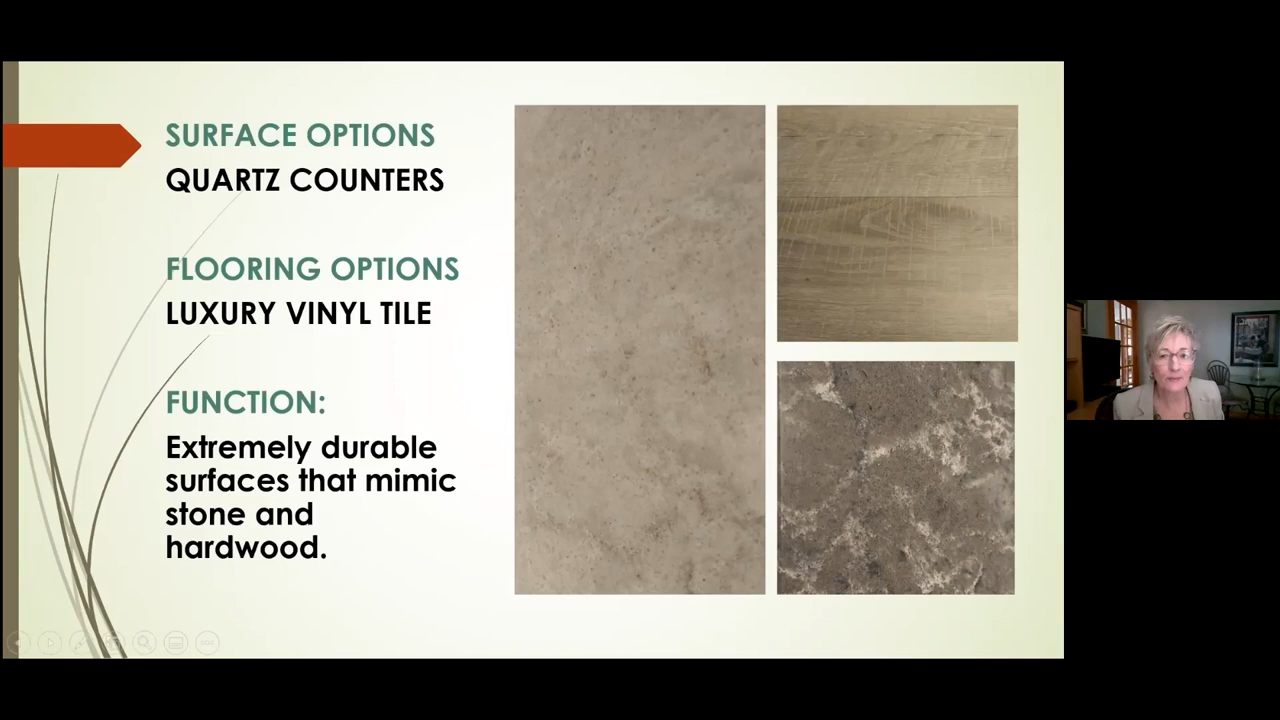 SURFACE OPTIONS
QUARTZ COUNTERS
FLOORING OPTIONS
LUXURY VINYL TILE
FUNCTION:
Extremely durable
surfaces that mimic
stone and
hardwood.